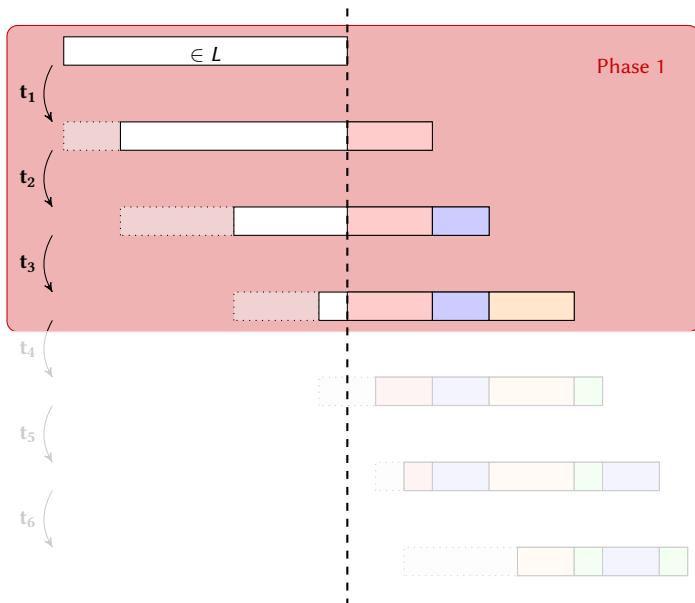 ∈ L
Phase 1
t₁
t₂
t₃
t₄
t₅
t₆